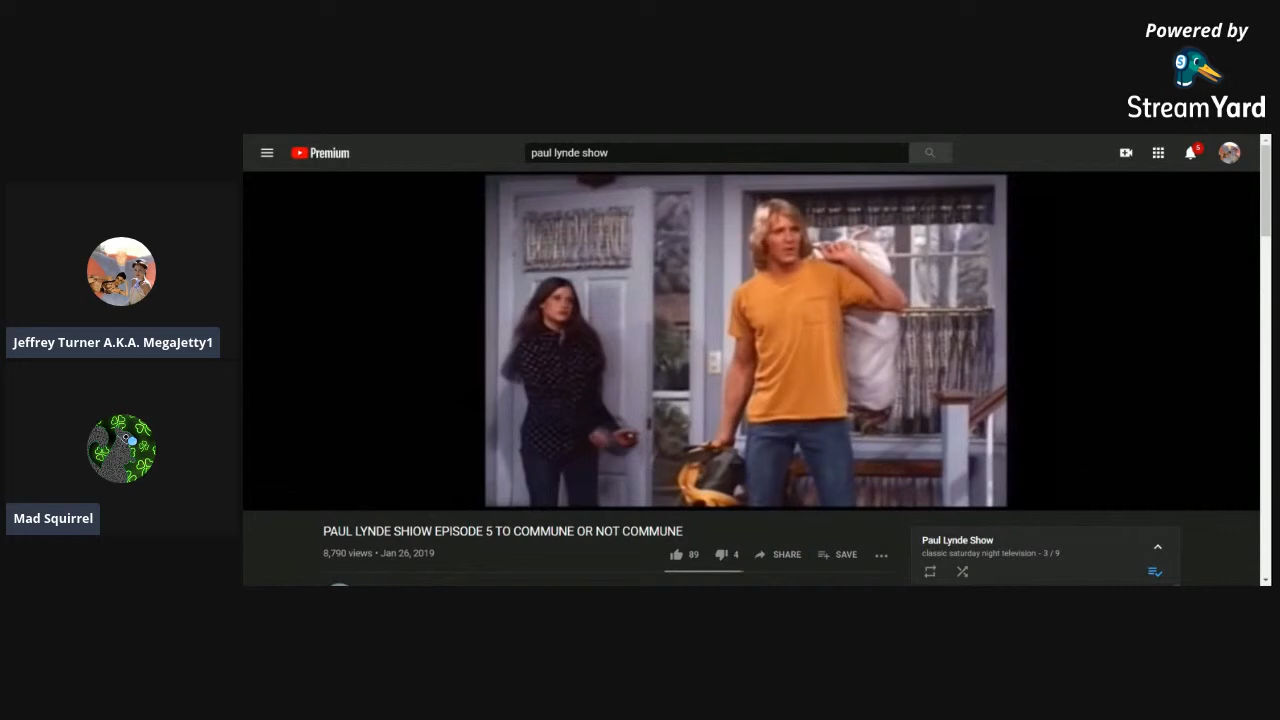 Powered by
StreamYard
Premium
paul lynde show
5
Jeffrey Turner A.K.A. MegaJetty1
Mad Squirrel
PAUL LYNDE SHIOW EPISODE 5 TO COMMUNE OR NOT COMMUNE
8,790 views • Jan 26, 2019
89
4
SHARE
SAVE
Paul Lynde Show
classic saturday night television - 3 / 9